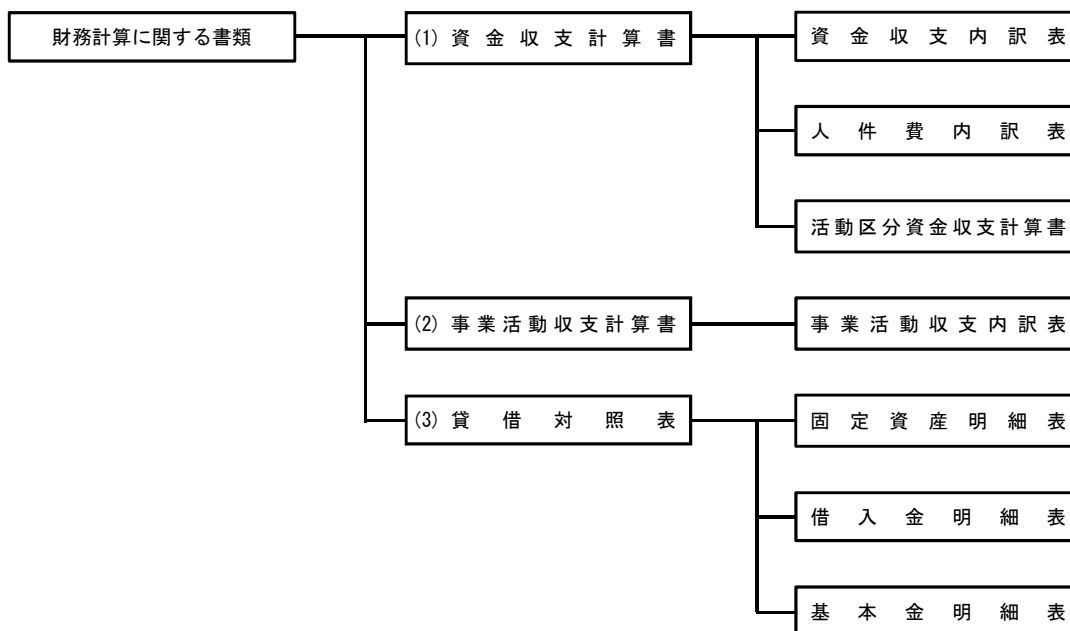 財務計算に関する書類
(1) 資金収支計算書
資金収支内訳表
人件費内訳表
活動区分資金収支計算書
(2) 事業活動収支計算書
事業活動収支内訳表
(3) 貸借対照表
固定資産明細表
借入金明細表
基本金明細表